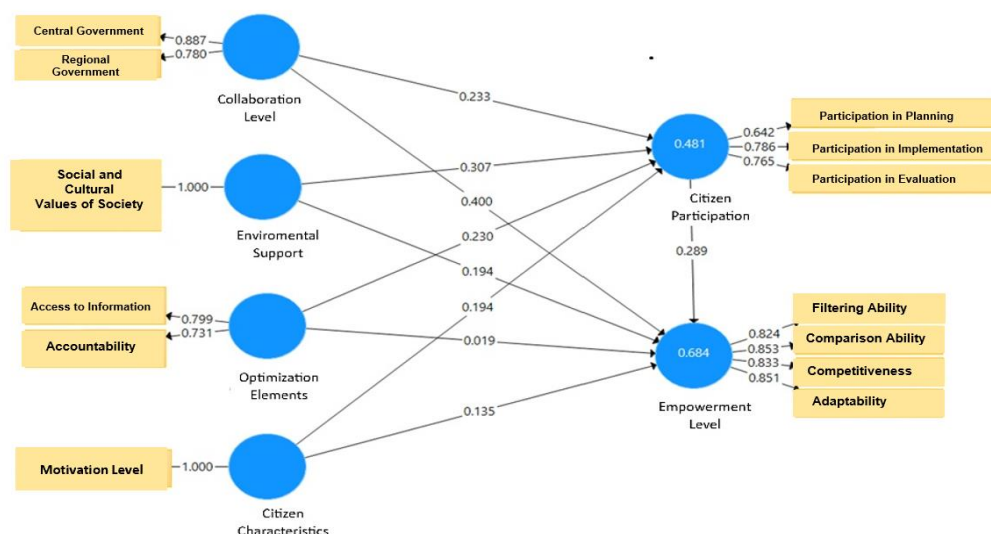 Central Government
0.887
0.780
Regional
Government
Collaboration
Level
Social and
Cultural
Values of Society
1.000
Enviromental
Support
Access to Information
0.799
0.731
Accountability
Optimization
Elements
Motivation Level
1.000
Citizen
Characteristics
0.233
0.307
0.400
0.230
0.194
0.194
0.019
0.135
0.481
Citizen
Participation
0.289
0.684
Empowerment
Level
0.642
0.786
0.765
Participation in Planning
Participation in Implementation
Participation in Evaluation
0.824
0.853
0.833
0.851
Filtering Ability
Comparison Ability
Competitiveness
Adaptability